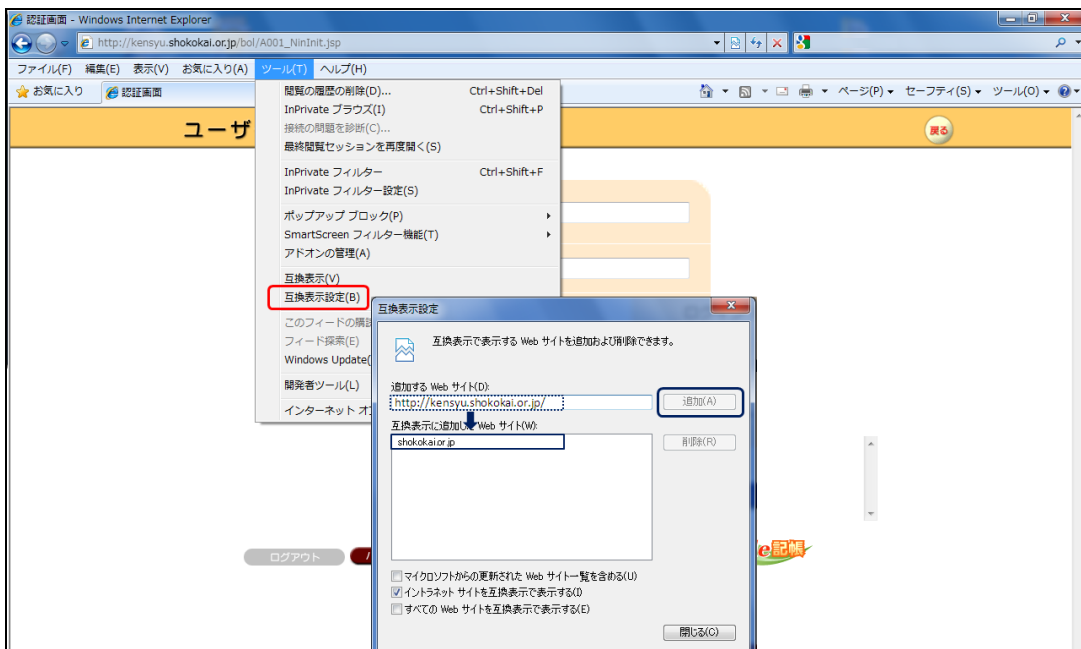 認証画面 - Windows Internet Explorer
http://kensyu.shokokai.or.jp/bol/A001_NinInit.jsp
ファイル(F) 編集(E) 表示(V) お気に入り(A) ツール(T) ヘルプ(H)
お気に入り 認証画面 ページ(P) セーフティ(S) ツール(O)
ユーザ 戻る
閲覧の履歴の削除(D)... Ctrl+Shift+Del
InPrivate ブラウズ(I) Ctrl+Shift+P
接続の問題を診断(C)...
最終閲覧セッションを再度開く(S)
InPrivate フィルター Ctrl+Shift+F
InPrivate フィルター設定(S)
ポップアップ ブロック(P)
SmartScreen フィルター機能(T)
アドオンの管理(A)
互換表示(V)
互換表示設定(B)
このフィードの購読
フィード探索(E)
Windows Update(
開発者ツール(L)
インターネット オ
互換表示設定
互換表示で表示する Web サイトを追加および削除できます。
追加する Web サイト(D):
http://kensyu.shokokai.or.jp/ 追加(A)
互換表示に追加した Web サイト(W):
shokokai.or.jp 削除(R)
マイクロソフトからの更新された Web サイト一覧を含める(U)
イントラネット サイトを互換表示で表示する(I)
すべての Web サイトを互換表示で表示する(E)
閉じる(C)
ログアウト
e記帳